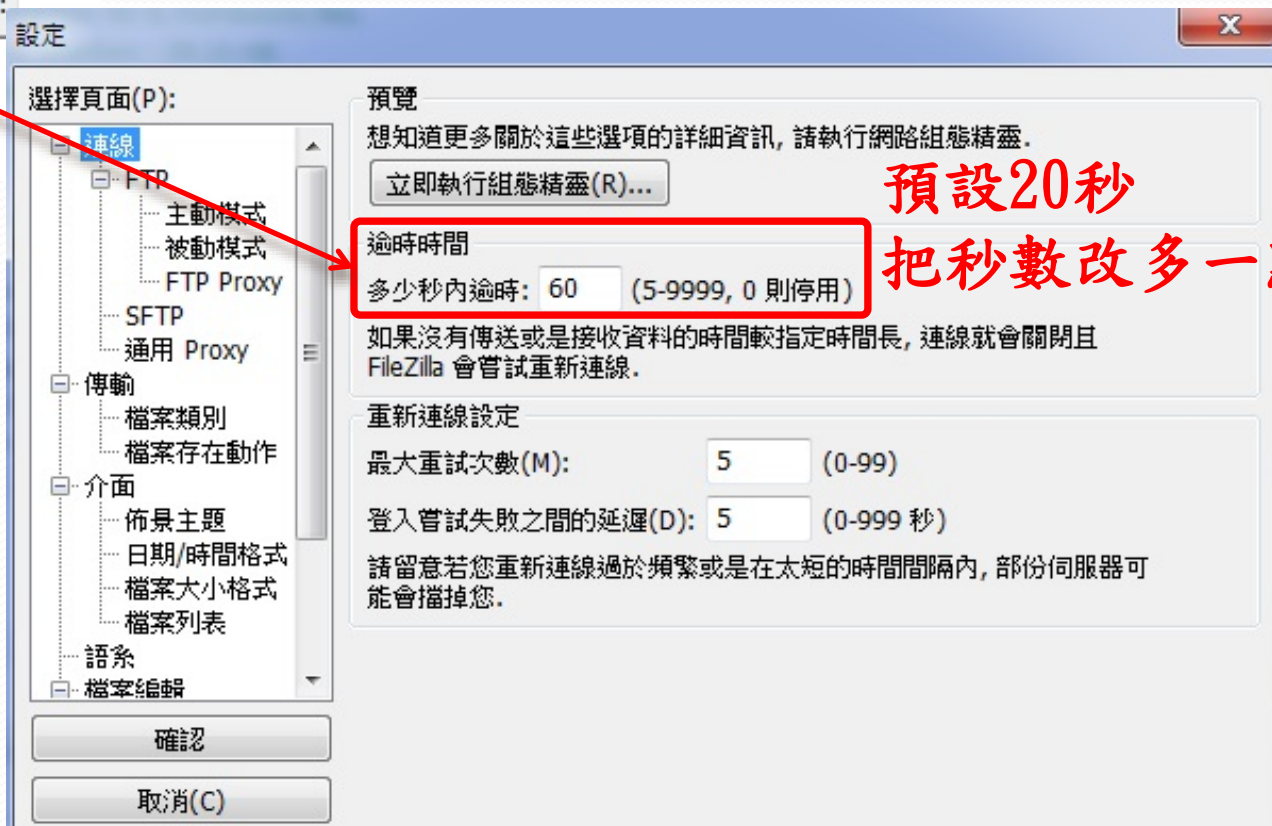 設定
選擇頁面(P):
連線
FTP
主動模式
被動模式
FTP Proxy
SFTP
通用 Proxy
傳輸
檔案類別
檔案存在動作
介面
佈景主題
日期/時間格式
檔案大小格式
檔案列表
語系
檔案編輯
確認
取消(C)
預覽
想知道更多關於這些選項的詳細資訊, 請執行網路組態精靈.
立即執行組態精靈(R)...
預設20秒
把秒數改多一
逾時時間
多少秒內逾時: 60 (5-9999, 0 則停用)
如果沒有傳送或是接收資料的時間較指定時間長, 連線就會關閉且
FileZilla 會嘗試重新連線.
重新連線設定
最大重試次數(M): 5 (0-99)
登入嘗試失敗之間的延遲(D): 5 (0-999 秒)
請留意若您重新連線過於頻繁或是在太短的時間間隔內, 部份伺服器可
能會擋掉您.